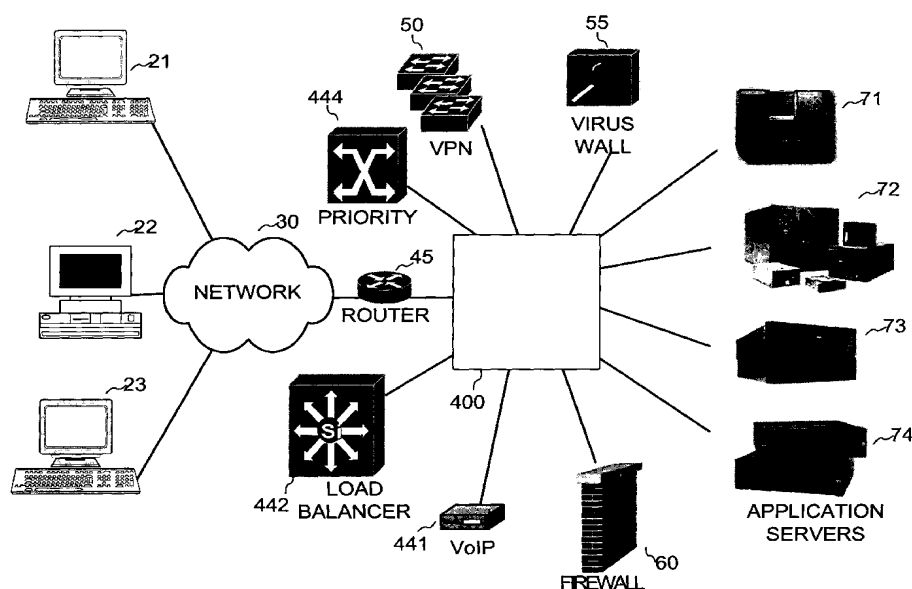 21
50
55
71
444
VPN
VIRUS
WALL
PRIORITY
72
22
30
45
NETWORK
ROUTER
73
23
400
Si
74
442
LOAD
BALANCER
441
VoIP
60
FIREWALL
APPLICATION
SERVERS